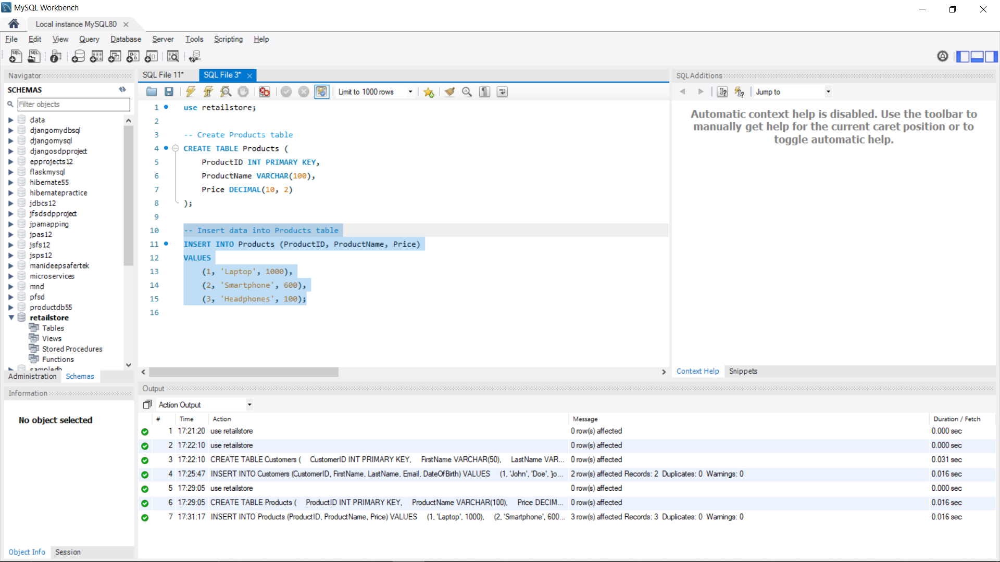 MySQL Workbench
Local instance MySQL80
File Edit View Query Database Server Tools Scripting Help
Navigator
SCHEMAS
Filter objects
data
djangomydbsql
djangomysql
djangosdpproject
epprojects12
flaskmysql
hibernate55
hibernatepractice
jdbcs12
jfsdsdpproject
jpamapping
jpas12
jsfs12
jsps12
manideepsafertek
microservices
mnd
pfsd
productdb55
retailstore
Tables
Views
Stored Procedures
Functions
sampledb
Administration Schemas
Information
No object selected
Object Info Session
SQL File 11* SQL File 3*
Limit to 1000 rows
1 use retailstore;
2
3 -- Create Products table
4 CREATE TABLE Products (
5 ProductID INT PRIMARY KEY,
6 ProductName VARCHAR(100),
7 Price DECIMAL(10, 2)
8 );
9
10 -- Insert data into Products table
11 INSERT INTO Products (ProductID, ProductName, Price)
12 VALUES
13 (1, 'Laptop', 1000),
14 (2, 'Smartphone', 600),
15 (3, 'Headphones', 100);
16
SQLAdditions
Jump to
Automatic context help is disabled. Use the toolbar to
manually get help for the current caret position or to
toggle automatic help.
Context Help Snippets
Output
Action Output
# Time Action Message Duration / Fetch
1 17:21:20 use retailstore 0 row(s) affected 0.000 sec
2 17:22:10 use retailstore 0 row(s) affected 0.000 sec
3 17:22:10 CREATE TABLE Customers ( CustomerID INT PRIMARY KEY, FirstName VARCHAR(50), LastName VAR... 0 row(s) affected 0.031 sec
4 17:25:47 INSERT INTO Customers (CustomerID, FirstName, LastName, Email, DateOfBirth) VALUES (1, 'John', 'Doe', 'jo... 2 row(s) affected Records: 2 Duplicates: 0 Warnings: 0 0.016 sec
5 17:29:05 use retailstore 0 row(s) affected 0.000 sec
6 17:29:05 CREATE TABLE Products ( ProductID INT PRIMARY KEY, ProductName VARCHAR(100), Price DECIM... 0 row(s) affected 0.016 sec
7 17:31:17 INSERT INTO Products (ProductID, ProductName, Price) VALUES (1, 'Laptop', 1000), (2, 'Smartphone', 600... 3 row(s) affected Records: 3 Duplicates: 0 Warnings: 0 0.016 sec